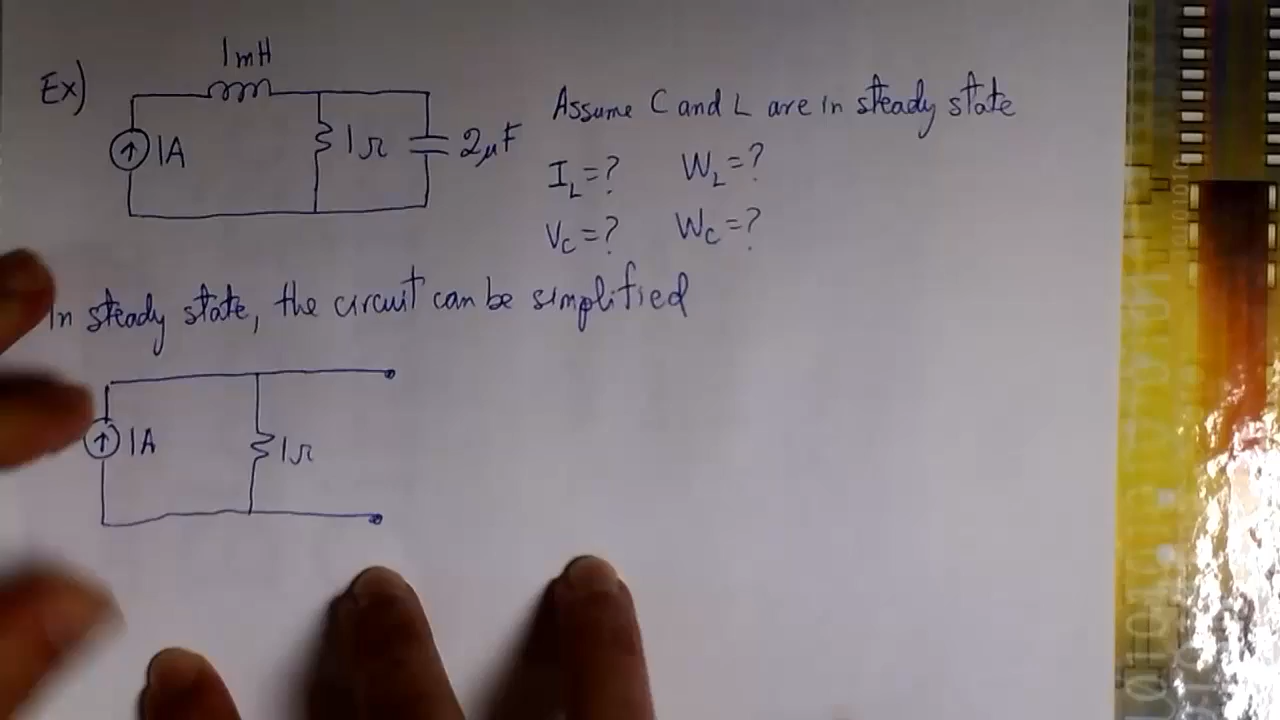 Ex)
1mH
1A
1Ω
2μF
Assume C and L are in steady state
I_L=? W_L=?
V_C=? W_C=?
In steady state, the circuit can be simplified
1A
1Ω